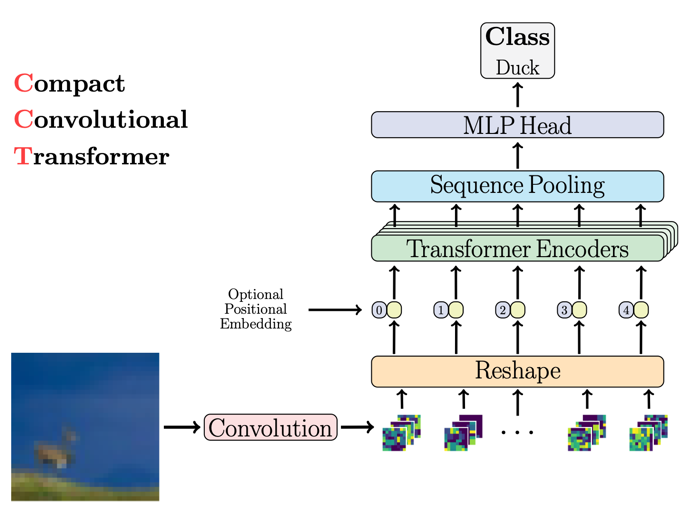 Compact
Convolutional
Transformer
Class
Duck
MLP Head
Sequence Pooling
Transformer Encoders
Optional
Positional
Embedding
0 1 2 3 4
Reshape
Convolution
...